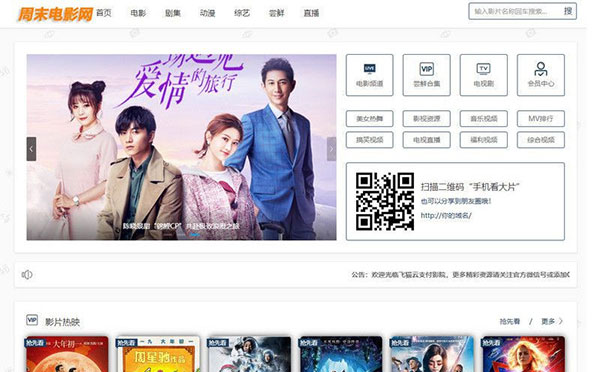 周末电影网
首页 电影 剧集 动漫 综艺 尝鲜 直播
输入影片名称回车搜索... 搜
爱情的旅行
LIVE VIP TV
电影频道 尝鲜合集 电视剧 会员中心
美女热舞 影视资源 音乐视频 MV排行
搞笑视频 电视直播 福利视频 综合视频
扫描二维码“手机看大片”
也可以分享到朋友圈哦!
http://你的域名/
公告:欢迎光临飞猫云支付影院,更多精彩资源请关注官方微信号或添加
VIP 影片热映
抢先看 / 更多
抢先看 抢先看 抢先看 抢先看 抢先看 抢先看
大年初一
周星驰作品